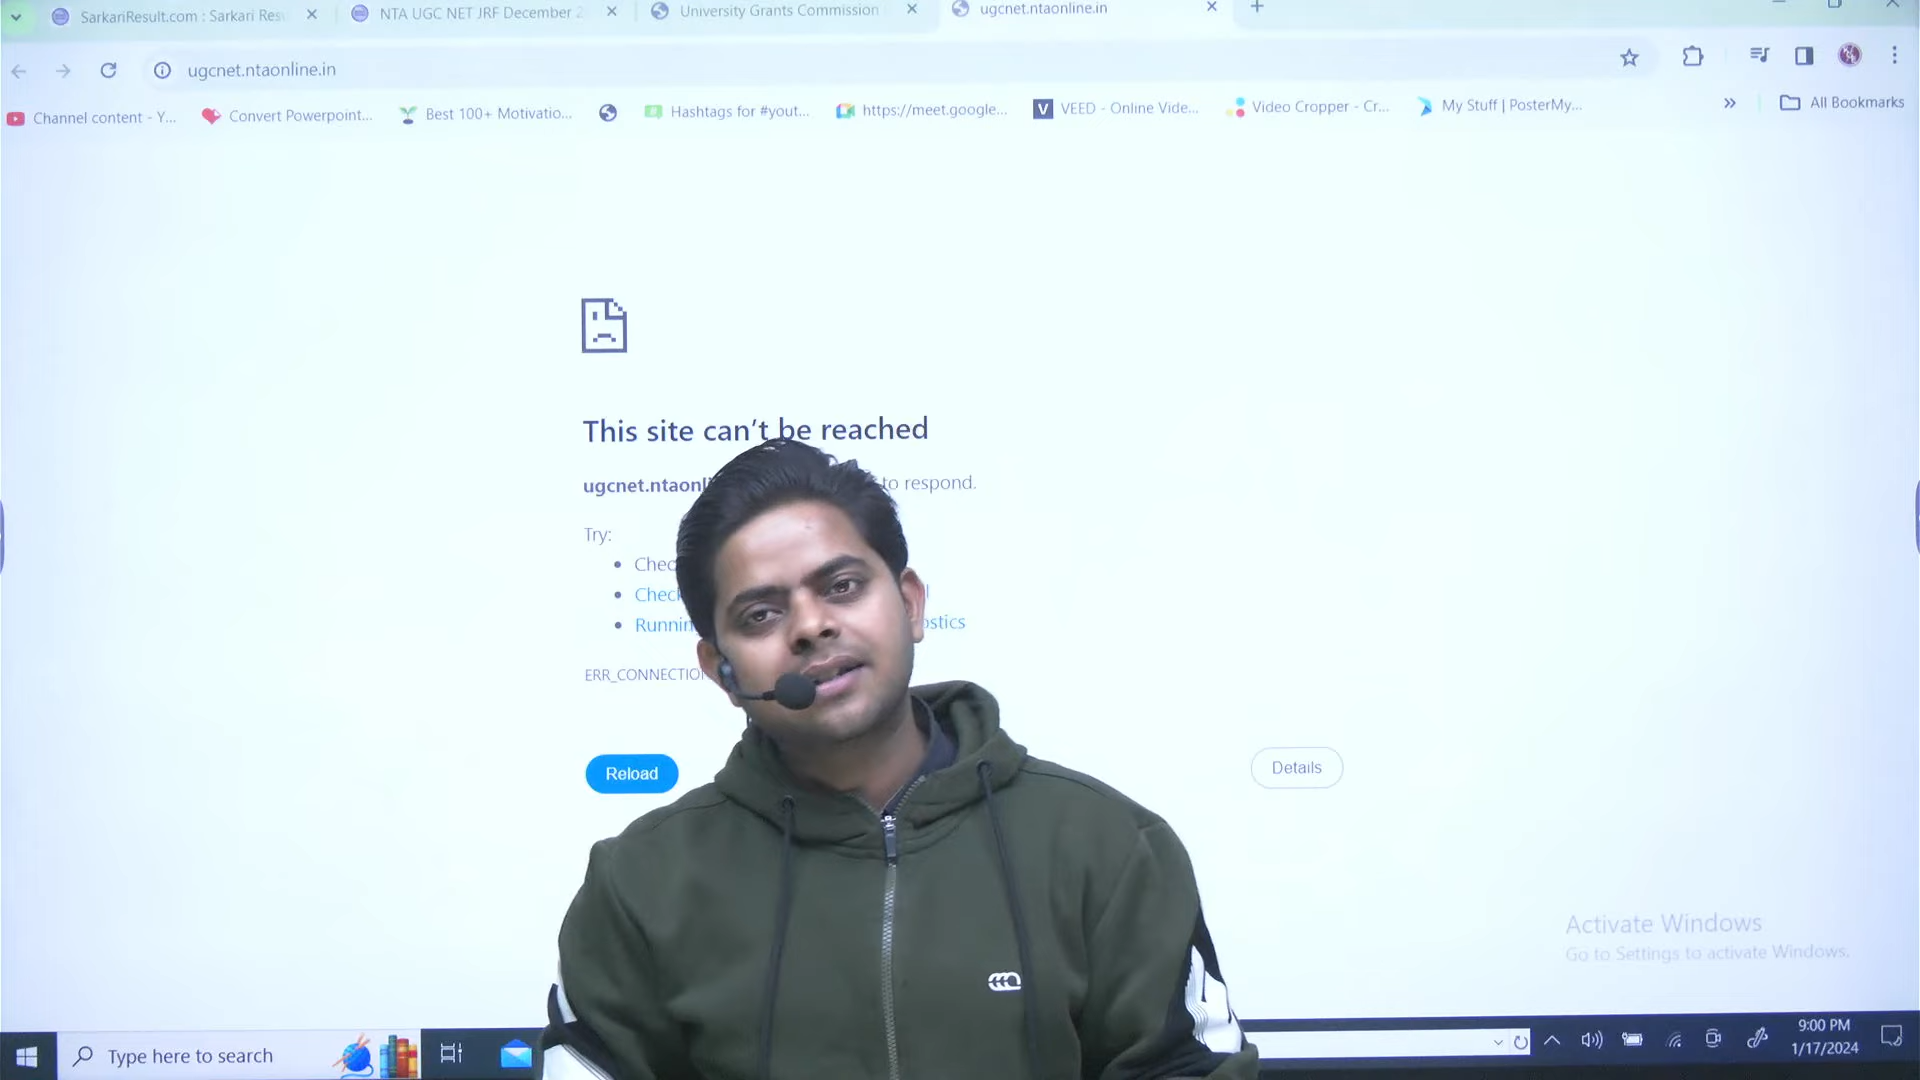 SarkariResult.com : Sarkari Res
NTA UGC NET JRF December 2
University Grants Commission
ugcnet.ntaonline.in
ugcnet.ntaonline.in
Channel content - Y...
Convert Powerpoint...
Best 100+ Motivatio...
Hashtags for #yout...
https://meet.google...
VEED - Online Vide...
Video Cropper - Cr...
My Stuff | PosterMy...
All Bookmarks
This site can't be reached
ugcnet.ntaonli to respond.
Try:
Chec
Check
Runnin ostics
ERR_CONNECTION
Reload
Details
Activate Windows
Go to Settings to activate Windows.
Type here to search
9:00 PM
1/17/2024